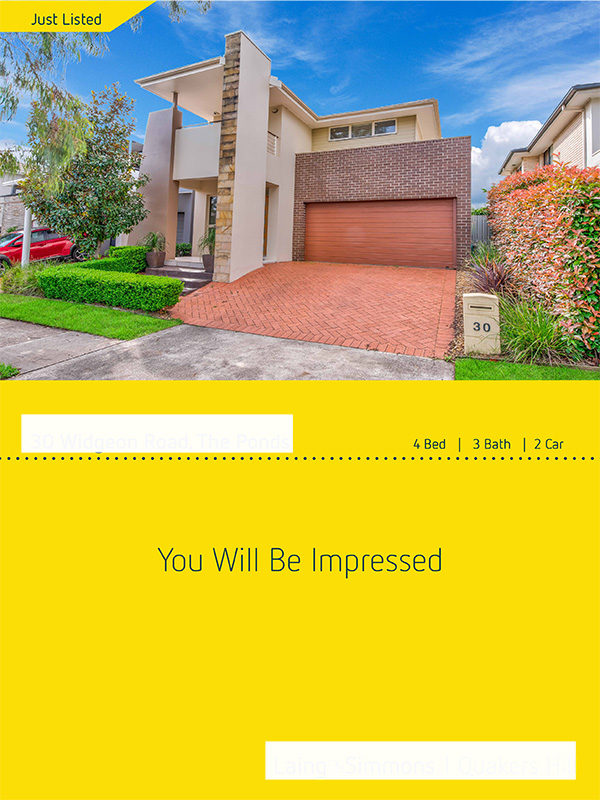 Just Listed
30
30 Widgeon Road, The Ponds
4 Bed | 3 Bath | 2 Car
You Will Be Impressed
Laing+Simmons | Quakers Hill